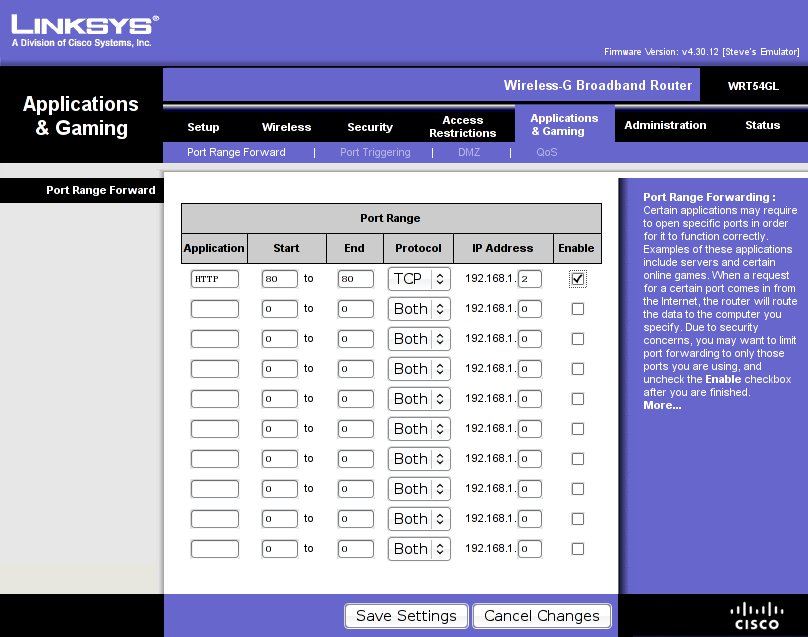 LINKSYS®
A Division of Cisco Systems, Inc.
Firmware Version: v4.30.12 [Steve's Emulator]
Wireless-G Broadband Router WRT54GL
Applications
& Gaming
Setup Wireless Security Access Restrictions Applications & Gaming Administration Status
Port Range Forward | Port Triggering | DMZ | QoS
Port Range Forward
Port Range
Application Start End Protocol IP Address Enable
HTTP 80 to 80 TCP 192.168.1. 2
0 to 0 Both 192.168.1. 0
0 to 0 Both 192.168.1. 0
0 to 0 Both 192.168.1. 0
0 to 0 Both 192.168.1. 0
0 to 0 Both 192.168.1. 0
0 to 0 Both 192.168.1. 0
0 to 0 Both 192.168.1. 0
0 to 0 Both 192.168.1. 0
0 to 0 Both 192.168.1. 0
Port Range Forwarding :
Certain applications may require
to open specific ports in order
for it to function correctly.
Examples of these applications
include servers and certain
online games. When a request
for a certain port comes in from
the Internet, the router will route
the data to the computer you
specify. Due to security
concerns, you may want to limit
port forwarding to only those
ports you are using, and
uncheck the Enable checkbox
after you are finished.
More...
Save Settings Cancel Changes
CISCO